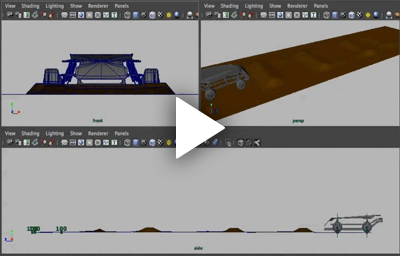 View Shading Lighting Show Renderer Panels
View Shading Lighting Show Renderer Panels
front
persp
View Shading Lighting Show Renderer Panels
100
side